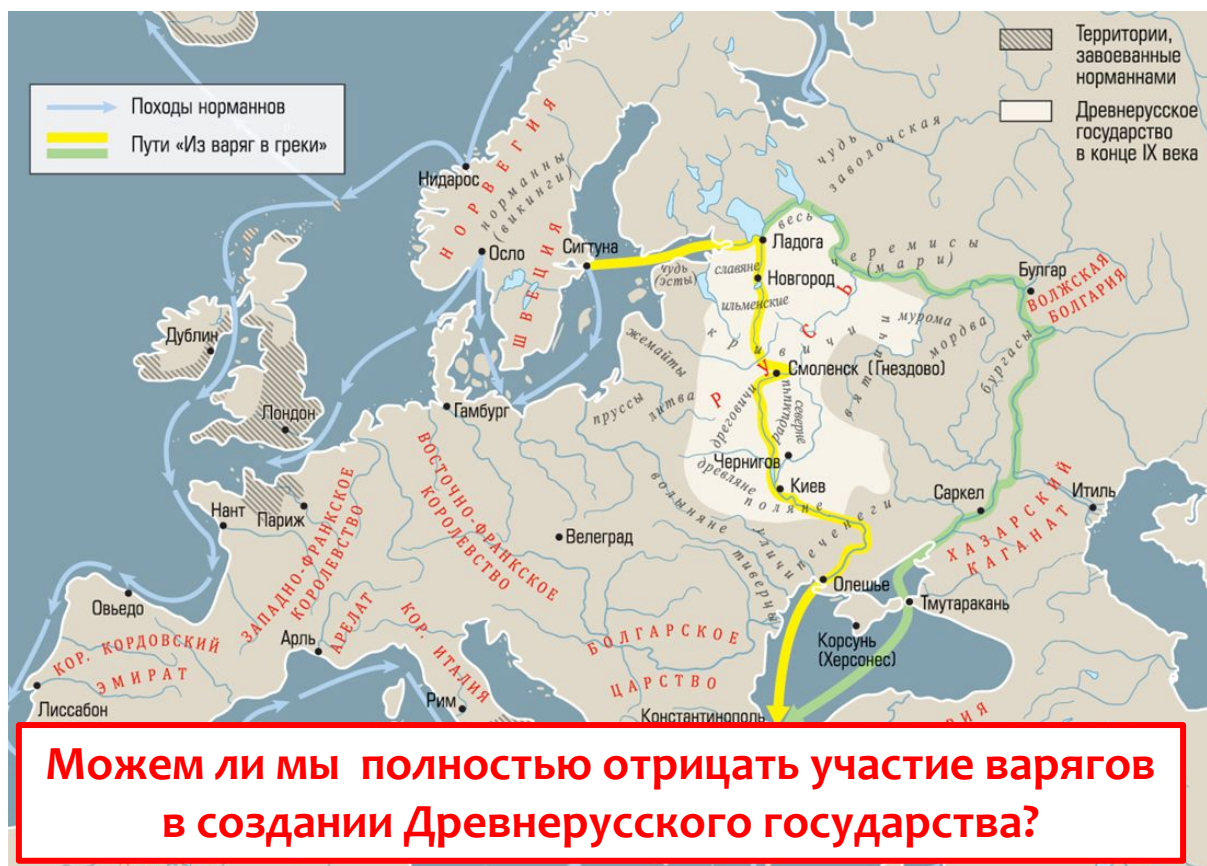 Территории,
завоеванные
норманнами
Древнерусское
государство
в конце IX века
Походы норманнов
Пути «Из варяг в греки»
чудь
заволочская
Нидарос
НОРВЕГИЯ
норманны
(викинги)
Осло
ШВЕЦИЯ
Сигтуна
весь
Ладога
черемисы
(мари)
чудь
(эсты)
славяне
Новгород
ильменские
Булгар
ВОЛЖСКАЯ
БОЛГАРИЯ
Дублин
Лондон
жемайты
кривичи
РУСЬ
мурома
мордва
вятичи
буртасы
Смоленск (Гнездово)
пруссы
литва
дреговичи
радимичи
северне
Гамбург
Чернигов
древляне
Киев
поляне
ВОСТОЧНО-ФРАНКСКОЕ
КОРОЛЕВСТВО
волыняне
Саркел
Итиль
Нант
Париж
ЗАПАДНО-ФРАНКСКОЕ
КОРОЛЕВСТВО
Велеград
уличи
тиверцы
печенеги
ХАЗАРСКИЙ
КАГАНАТ
Олешье
Тмутаракань
Овьедо
Арль
АРЕЛАТ
КОР. ИТАЛИЯ
БОЛГАРСКОЕ
ЦАРСТВО
Корсунь
(Херсонес)
КОР. КОРДОВСКИЙ
ЭМИРАТ
Лиссабон
Рим
Константинополь
Можем ли мы полностью отрицать участие варягов
в создании Древнерусского государства?